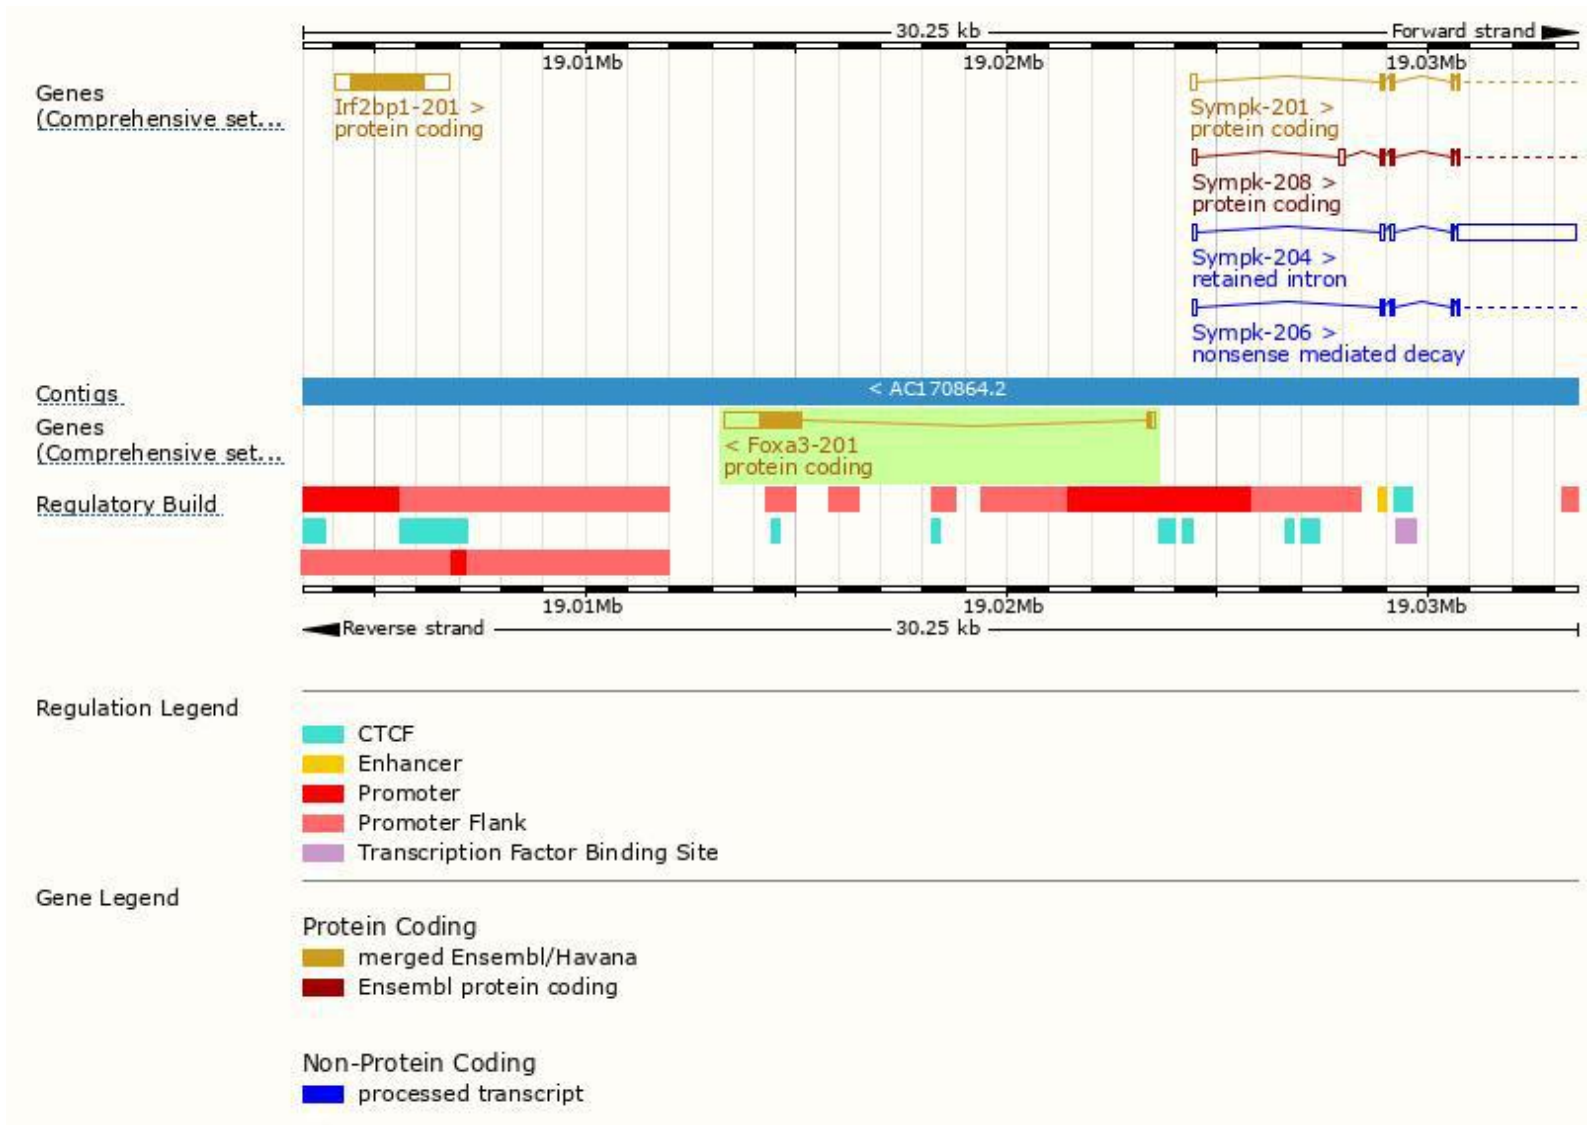 30.25 kb
Forward strand
19.01Mb 19.02Mb 19.03Mb
Genes
(Comprehensive set...
Irf2bp1-201 >
protein coding
Sympk-201 >
protein coding
Sympk-208 >
protein coding
Sympk-204 >
retained intron
Sympk-206 >
nonsense mediated decay
Contigs
< AC170864.2
Genes
(Comprehensive set...
< Foxa3-201
protein coding
Regulatory Build
19.01Mb 19.02Mb 19.03Mb
Reverse strand
30.25 kb
Regulation Legend
CTCF
Enhancer
Promoter
Promoter Flank
Transcription Factor Binding Site
Gene Legend
Protein Coding
merged Ensembl/Havana
Ensembl protein coding
Non-Protein Coding
processed transcript